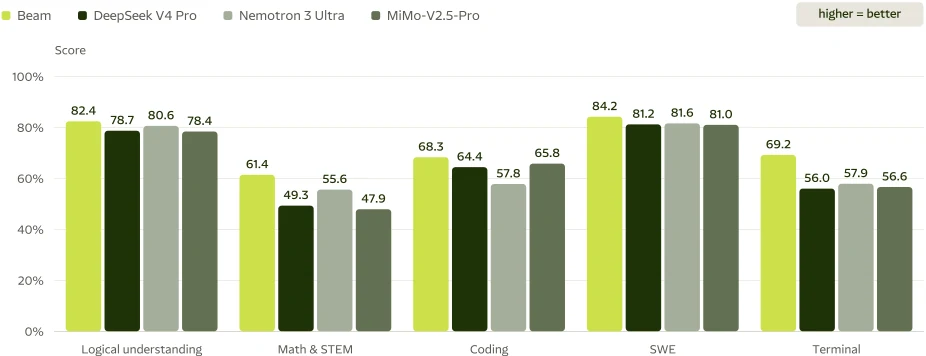 Beam DeepSeek V4 Pro Nemotron 3 Ultra MiMo-V2.5-Pro higher = better
Score
100%
80%
60%
40%
20%
0%
82.4 78.7 80.6 78.4
61.4 49.3 55.6 47.9
68.3 64.4 57.8 65.8
84.2 81.2 81.6 81.0
69.2 56.0 57.9 56.6
Logical understanding Math & STEM Coding SWE Terminal